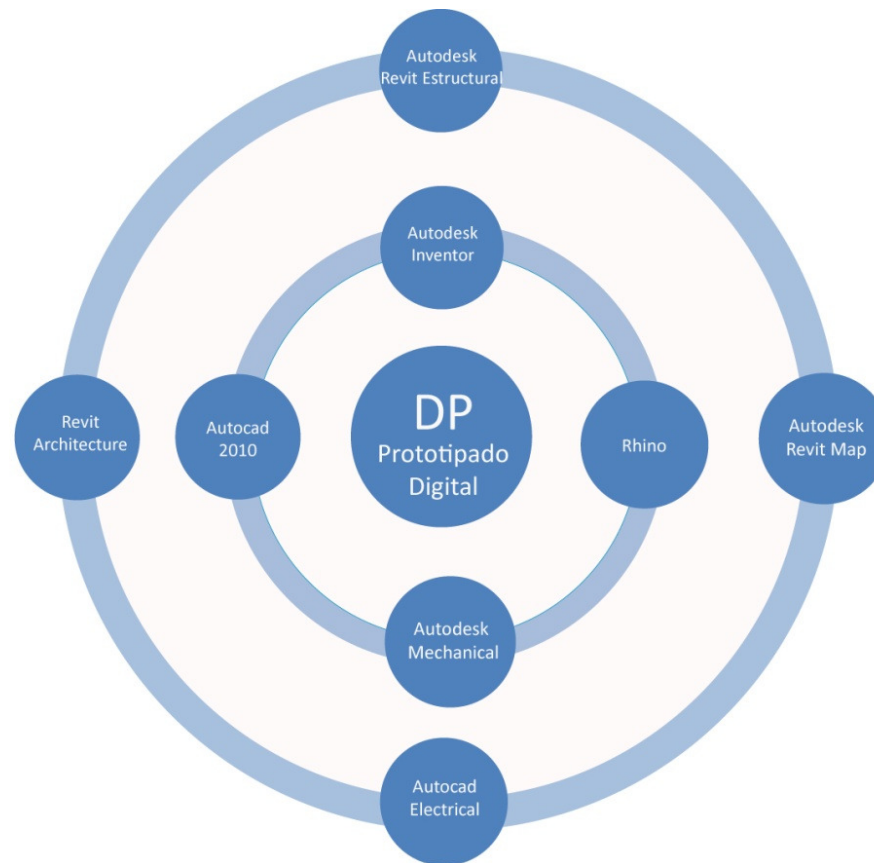 Autodesk
Revit Estructural
Autodesk
Inventor
Revit
Architecture
Autocad
2010
DP
Prototipado
Digital
Rhino
Autodesk
Revit Map
Autodesk
Mechanical
Autocad
Electrical